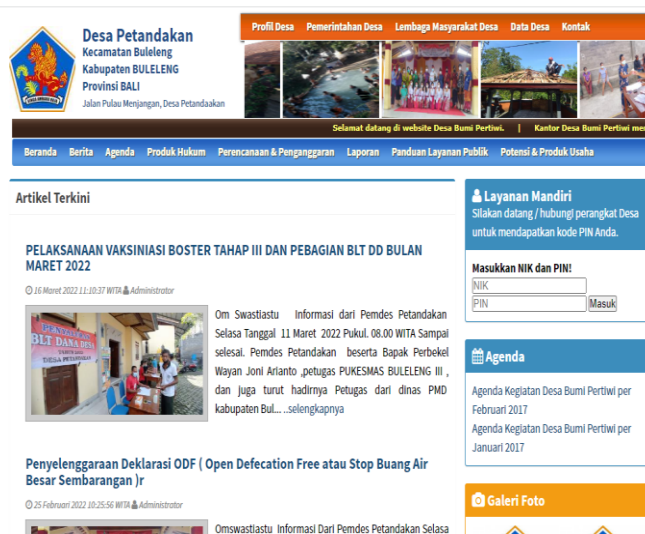 Desa Petandakan
Kecamatan Buleleng
Kabupaten BULELENG
Provinsi BALI
Jalan Pulau Menjangan, Desa Petandaakan
Profil Desa Pemerintahan Desa Lembaga Masyarakat Desa Data Desa Kontak
Selamat datang di website Desa Bumi Pertiwi. | Kantor Desa Bumi Pertiwi
Beranda Berita Agenda Produk Hukum Perencanaan & Penganggaran Laporan Panduan Layanan Publik Potensi & Produk Usaha
Artikel Terkini
PELAKSANAAN VAKSINIASI BOSTER TAHAP III DAN PEBAGIAN BLT DD BULAN
MARET 2022
16 Maret 2022 11:10:37 WITA Administrator
BLT DANA DESA
DESA PETANDAKAN
Om Swastiastu Informasi dari Pemdes Petandakan
Selasa Tanggal 11 Maret 2022 Pukul. 08.00 WITA Sampai
selesai. Pemdes Petandakan beserta Bapak Perbekel
Wayan Joni Arianto ,petugas PUKESMAS BULELENG III ,
dan juga turut hadirnya Petugas dari dinas PMD
kabupaten Bul... ..selengkapnya
Penyelenggaraan Deklarasi ODF ( Open Defecation Free atau Stop Buang Air
Besar Sembarangan )r
25 Februari 2022 10:25:56 WITA Administrator
Omswastiastu Informasi Dari Pemdes Petandakan Selasa
Layanan Mandiri
Silakan datang / hubungi perangkat Desa
untuk mendapatkan kode PIN Anda.
Masukkan NIK dan PIN!
NIK
PIN Masuk
Agenda
Agenda Kegiatan Desa Bumi Pertiwi per
Februari 2017
Agenda Kegiatan Desa Bumi Pertiwi per
Januari 2017
Galeri Foto